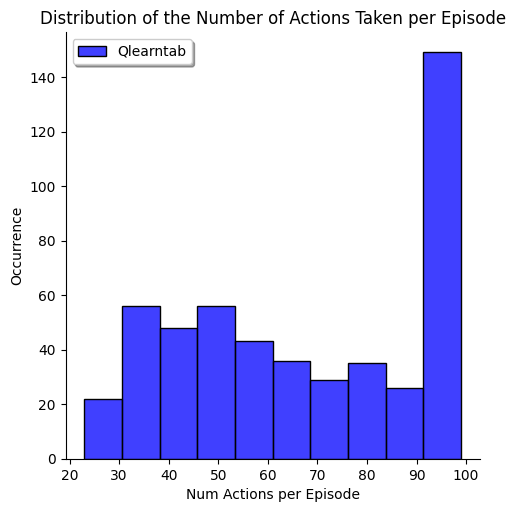 Distribution of the Number of Actions Taken per Episode
Qlearntab
140
120
100
80
60
40
20
0
Occurrence
20 30 40 50 60 70 80 90 100
Num Actions per Episode